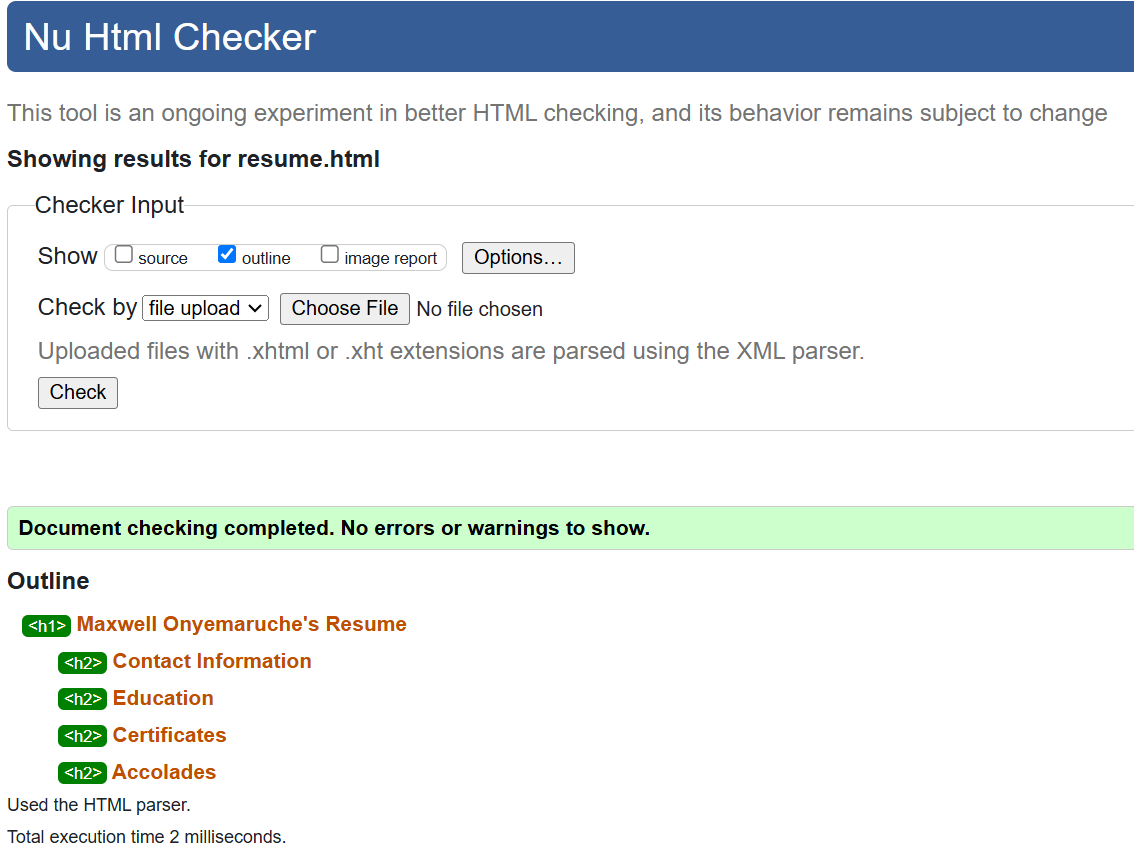 Nu Html Checker
This tool is an ongoing experiment in better HTML checking, and its behavior remains subject to change
Showing results for resume.html
Checker Input
Show source outline image report Options…
Check by file upload Choose File No file chosen
Uploaded files with .xhtml or .xht extensions are parsed using the XML parser.
Check
Document checking completed. No errors or warnings to show.
Outline
<h1> Maxwell Onyemaruche's Resume
<h2> Contact Information
<h2> Education
<h2> Certificates
<h2> Accolades
Used the HTML parser.
Total execution time 2 milliseconds.